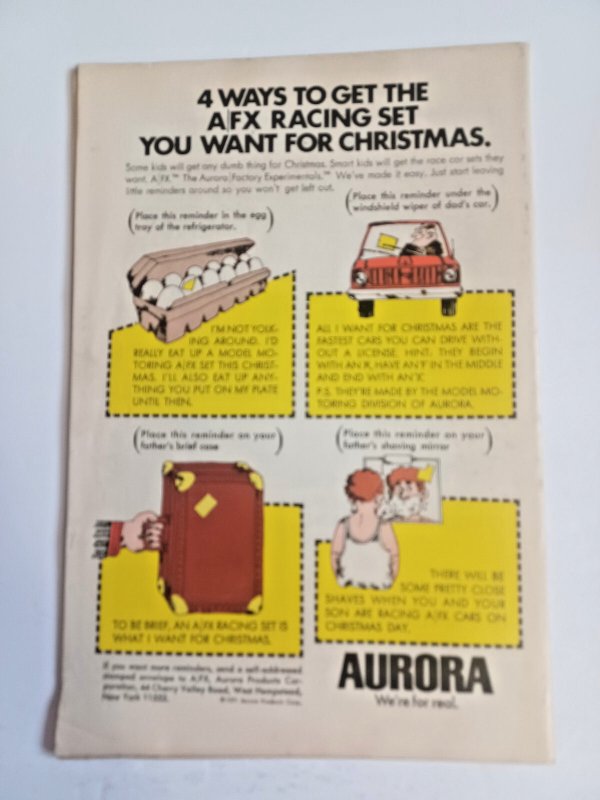 4 WAYS TO GET THE
A/FX RACING SET
YOU WANT FOR CHRISTMAS.
Some kids will get any dumb thing for Christmas. Smart kids will get the race car sets they
want. A/FX.™ The Aurora Factory Experimentals.™ We've made it easy. Just start leaving
little reminders around so you won't get left out.
(Place this reminder in the egg
tray of the refrigerator.)
(Place this reminder under the
windshield wiper of dad's car.)
I'M NOT YOLK-
ING AROUND. I'D
REALLY EAT UP A MODEL MO-
TORING A/FX SET THIS CHRIST-
MAS. I'LL ALSO EAT UP ANY-
THING YOU PUT ON MY PLATE
UNTIL THEN.
ALL I WANT FOR CHRISTMAS ARE THE
FASTEST CARS YOU CAN DRIVE WITH-
OUT A LICENSE. HINT: THEY BEGIN
WITH AN 'A', HAVE AN 'F' IN THE MIDDLE
AND END WITH AN 'X'.
P.S. THEY'RE MADE BY THE MODEL MO-
TORING DIVISION OF AURORA.
(Place this reminder on your
father's brief case)
(Place this reminder on your
father's shaving mirror)
TO BE BRIEF, AN A/FX RACING SET IS
WHAT I WANT FOR CHRISTMAS.
THERE WILL BE
SOME PRETTY CLOSE
SHAVES WHEN YOU AND YOUR
SON ARE RACING A/FX CARS ON
CHRISTMAS DAY.
If you want more reminders, send a self-addressed
stamped envelope to A/FX, Aurora Products Cor-
poration, 44 Cherry Valley Road, West Hempstead,
New York 11552.
Aurora Products Corp.
AURORA
We're for real.